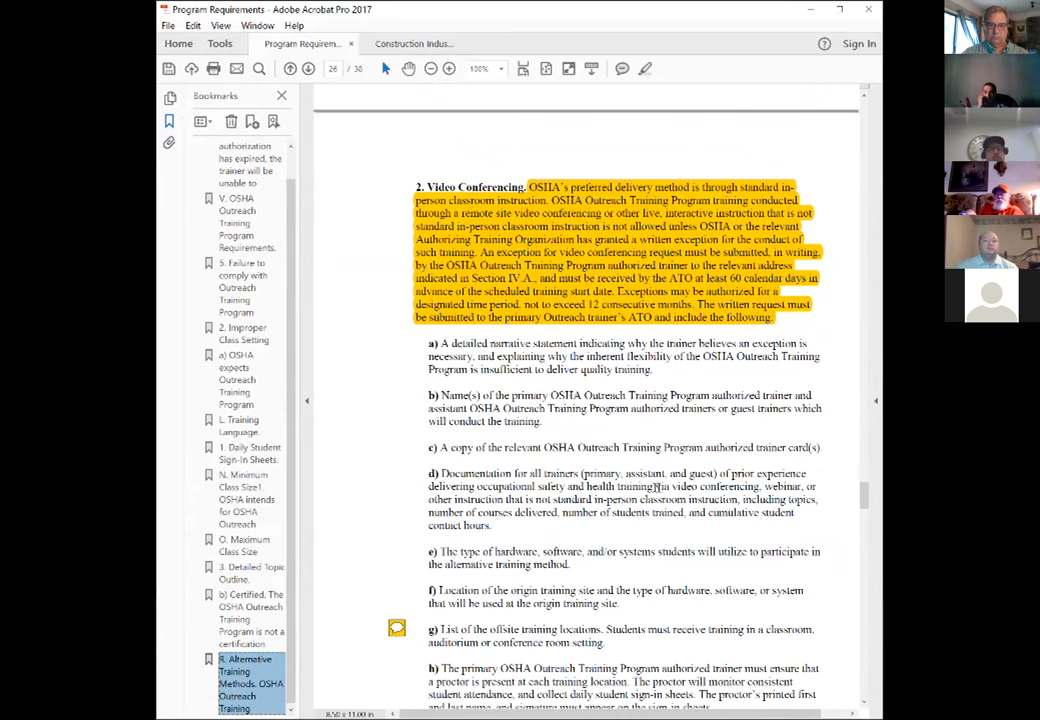 Program Requirements - Adobe Acrobat Pro 2017
File Edit View Window Help
Home Tools Program Requirem... × Construction Indus... Sign In
26 / 38 100%
Bookmarks
authorization
has expired, the
trainer will be
unable to
V. OSHA
Outreach
Training
Program
Requirements.
5. Failure to
comply with
Outreach
Training
Program
2. Improper
Class Setting
a) OSHA
expects
Outreach
Training
Program
L. Training
Language.
1. Daily Student
Sign-In Sheets.
N. Minimum
Class Size1.
OSHA intends
for OSHA
Outreach
O. Maximum
Class Size
3. Detailed Topic
Outline.
b) Certified. The
OSHA Outreach
Training
Program is not a
certification
R. Alternative
Training
Methods. OSHA
Outreach
Training
2. Video Conferencing. OSHA's preferred delivery method is through standard in-
person classroom instruction. OSHA Outreach Training Program training conducted
through a remote site video conferencing or other live, interactive instruction that is not
standard in-person classroom instruction is not allowed unless OSHA or the relevant
Authorizing Training Organization has granted a written exception for the conduct of
such training. An exception for video conferencing request must be submitted, in writing,
by the OSHA Outreach Training Program authorized trainer to the relevant address
indicated in Section IV.A., and must be received by the ATO at least 60 calendar days in
advance of the scheduled training start date. Exceptions may be authorized for a
designated time period, not to exceed 12 consecutive months. The written request must
be submitted to the primary Outreach trainer's ATO and include the following:
a) A detailed narrative statement indicating why the trainer believes an exception is
necessary, and explaining why the inherent flexibility of the OSHA Outreach Training
Program is insufficient to deliver quality training.
b) Name(s) of the primary OSHA Outreach Training Program authorized trainer and
assistant OSHA Outreach Training Program authorized trainers or guest trainers which
will conduct the training.
c) A copy of the relevant OSHA Outreach Training Program authorized trainer card(s).
d) Documentation for all trainers (primary, assistant, and guest) of prior experience
delivering occupational safety and health training via video conferencing, webinar, or
other instruction that is not standard in-person classroom instruction, including topics,
number of courses delivered, number of students trained, and cumulative student
contact hours.
e) The type of hardware, software, and/or systems students will utilize to participate in
the alternative training method.
f) Location of the origin training site and the type of hardware, software, or system
that will be used at the origin training site.
g) List of the offsite training locations. Students must receive training in a classroom,
auditorium or conference room setting.
h) The primary OSHA Outreach Training Program authorized trainer must ensure that
a proctor is present at each training location. The proctor will monitor consistent
student attendance, and collect daily student sign-in sheets. The proctor's printed first
and last name, and signature must appear on the sign-in sheets.
8.50 x 11.00 in